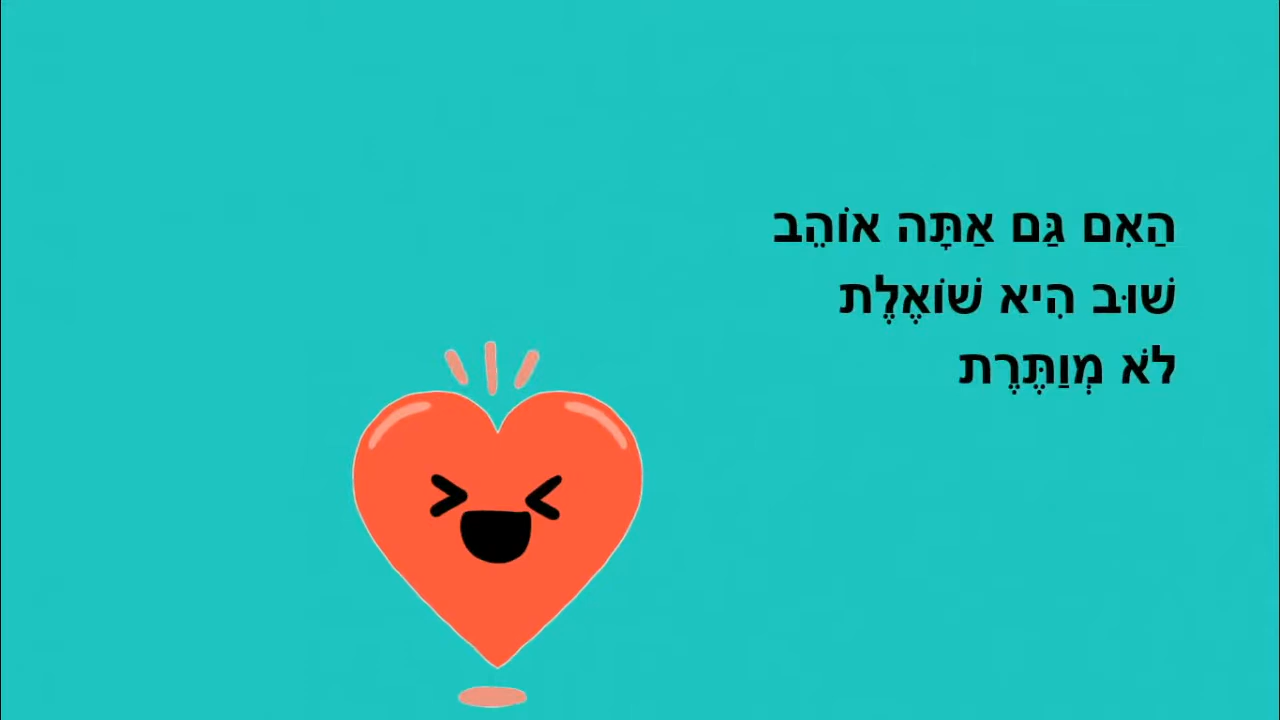 הַאִם גַּם אַתָּה אוֹהֵב
שׁוּב הִיא שׁוֹאֶלֶת
לֹא מְוַתֶּרֶת